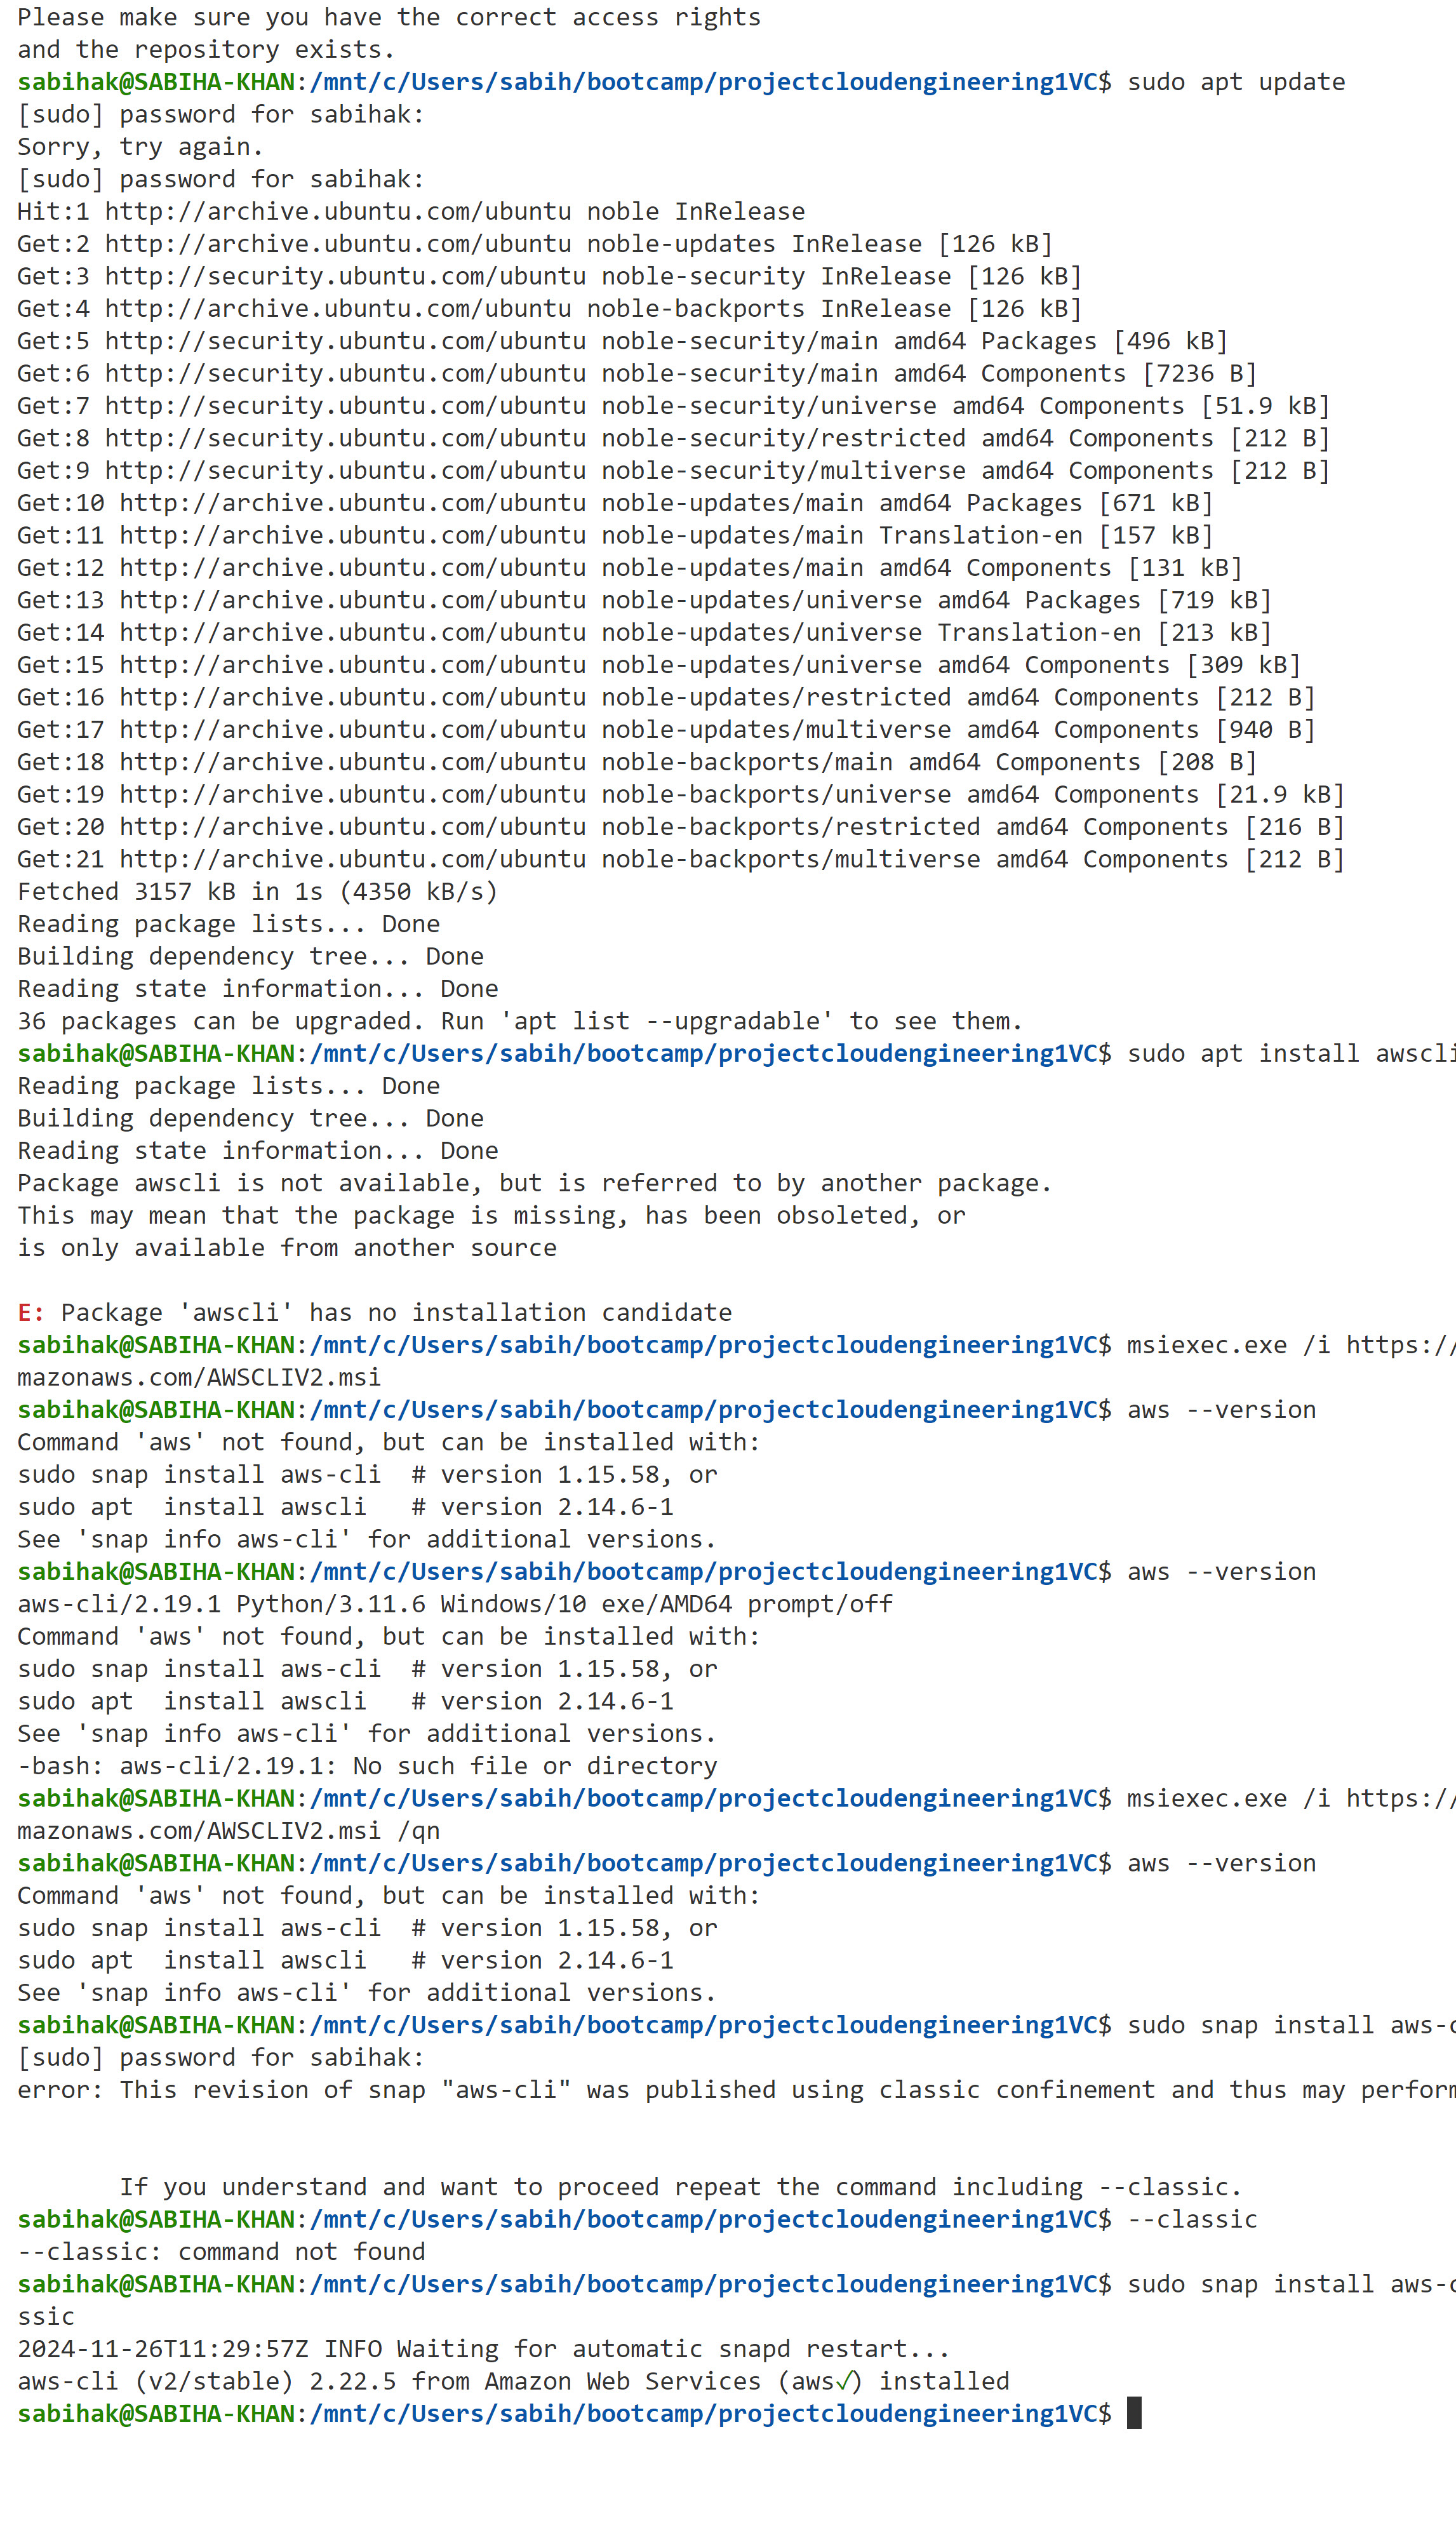 Please make sure you have the correct access rights
and the repository exists.
sabihak@SABIHA-KHAN:/mnt/c/Users/sabih/bootcamp/projectcloudengineering1VC$ sudo apt update
[sudo] password for sabihak:
Sorry, try again.
[sudo] password for sabihak:
Hit:1 http://archive.ubuntu.com/ubuntu noble InRelease
Get:2 http://archive.ubuntu.com/ubuntu noble-updates InRelease [126 kB]
Get:3 http://security.ubuntu.com/ubuntu noble-security InRelease [126 kB]
Get:4 http://archive.ubuntu.com/ubuntu noble-backports InRelease [126 kB]
Get:5 http://security.ubuntu.com/ubuntu noble-security/main amd64 Packages [496 kB]
Get:6 http://security.ubuntu.com/ubuntu noble-security/main amd64 Components [7236 B]
Get:7 http://security.ubuntu.com/ubuntu noble-security/universe amd64 Components [51.9 kB]
Get:8 http://security.ubuntu.com/ubuntu noble-security/restricted amd64 Components [212 B]
Get:9 http://security.ubuntu.com/ubuntu noble-security/multiverse amd64 Components [212 B]
Get:10 http://archive.ubuntu.com/ubuntu noble-updates/main amd64 Packages [671 kB]
Get:11 http://archive.ubuntu.com/ubuntu noble-updates/main Translation-en [157 kB]
Get:12 http://archive.ubuntu.com/ubuntu noble-updates/main amd64 Components [131 kB]
Get:13 http://archive.ubuntu.com/ubuntu noble-updates/universe amd64 Packages [719 kB]
Get:14 http://archive.ubuntu.com/ubuntu noble-updates/universe Translation-en [213 kB]
Get:15 http://archive.ubuntu.com/ubuntu noble-updates/universe amd64 Components [309 kB]
Get:16 http://archive.ubuntu.com/ubuntu noble-updates/restricted amd64 Components [212 B]
Get:17 http://archive.ubuntu.com/ubuntu noble-updates/multiverse amd64 Components [940 B]
Get:18 http://archive.ubuntu.com/ubuntu noble-backports/main amd64 Components [208 B]
Get:19 http://archive.ubuntu.com/ubuntu noble-backports/universe amd64 Components [21.9 kB]
Get:20 http://archive.ubuntu.com/ubuntu noble-backports/restricted amd64 Components [216 B]
Get:21 http://archive.ubuntu.com/ubuntu noble-backports/multiverse amd64 Components [212 B]
Fetched 3157 kB in 1s (4350 kB/s)
Reading package lists... Done
Building dependency tree... Done
Reading state information... Done
36 packages can be upgraded. Run 'apt list --upgradable' to see them.
sabihak@SABIHA-KHAN:/mnt/c/Users/sabih/bootcamp/projectcloudengineering1VC$ sudo apt install awscli
Reading package lists... Done
Building dependency tree... Done
Reading state information... Done
Package awscli is not available, but is referred to by another package.
This may mean that the package is missing, has been obsoleted, or
is only available from another source
E: Package 'awscli' has no installation candidate
sabihak@SABIHA-KHAN:/mnt/c/Users/sabih/bootcamp/projectcloudengineering1VC$ msiexec.exe /i https://
mazonaws.com/AWSCLIV2.msi
sabihak@SABIHA-KHAN:/mnt/c/Users/sabih/bootcamp/projectcloudengineering1VC$ aws --version
Command 'aws' not found, but can be installed with:
sudo snap install aws-cli  # version 1.15.58, or
sudo apt  install awscli   # version 2.14.6-1
See 'snap info aws-cli' for additional versions.
sabihak@SABIHA-KHAN:/mnt/c/Users/sabih/bootcamp/projectcloudengineering1VC$ aws --version
aws-cli/2.19.1 Python/3.11.6 Windows/10 exe/AMD64 prompt/off
Command 'aws' not found, but can be installed with:
sudo snap install aws-cli  # version 1.15.58, or
sudo apt  install awscli   # version 2.14.6-1
See 'snap info aws-cli' for additional versions.
-bash: aws-cli/2.19.1: No such file or directory
sabihak@SABIHA-KHAN:/mnt/c/Users/sabih/bootcamp/projectcloudengineering1VC$ msiexec.exe /i https://
mazonaws.com/AWSCLIV2.msi /qn
sabihak@SABIHA-KHAN:/mnt/c/Users/sabih/bootcamp/projectcloudengineering1VC$ aws --version
Command 'aws' not found, but can be installed with:
sudo snap install aws-cli  # version 1.15.58, or
sudo apt  install awscli   # version 2.14.6-1
See 'snap info aws-cli' for additional versions.
sabihak@SABIHA-KHAN:/mnt/c/Users/sabih/bootcamp/projectcloudengineering1VC$ sudo snap install aws-c
[sudo] password for sabihak:
error: This revision of snap "aws-cli" was published using classic confinement and thus may perform
If you understand and want to proceed repeat the command including --classic.
sabihak@SABIHA-KHAN:/mnt/c/Users/sabih/bootcamp/projectcloudengineering1VC$ --classic
--classic: command not found
sabihak@SABIHA-KHAN:/mnt/c/Users/sabih/bootcamp/projectcloudengineering1VC$ sudo snap install aws-c
ssic
2024-11-26T11:29:57Z INFO Waiting for automatic snapd restart...
aws-cli (v2/stable) 2.22.5 from Amazon Web Services (aws✓) installed
sabihak@SABIHA-KHAN:/mnt/c/Users/sabih/bootcamp/projectcloudengineering1VC$